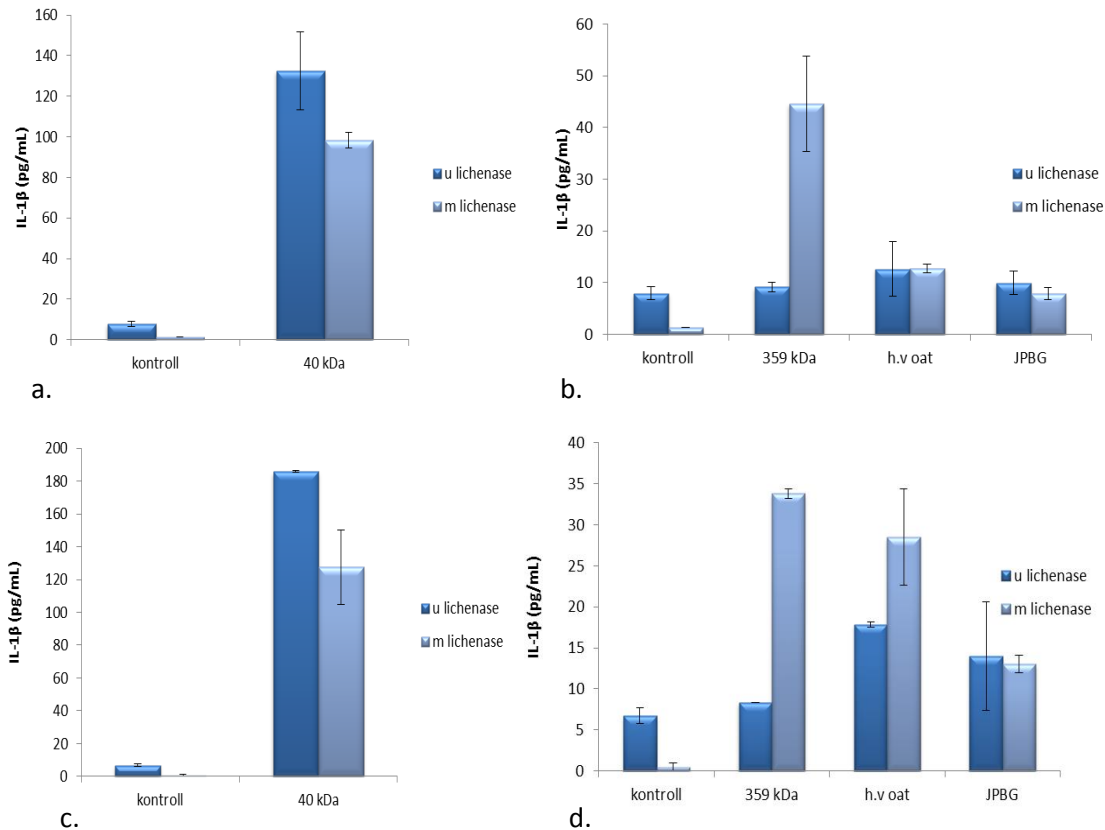 160
140
120
100
80
60
40
20
0
IL-1β (pg/mL)
kontroll 40 kDa
u lichenase
m lichenase
a.
60
50
40
30
20
10
0
IL-1β (pg/mL)
kontroll 359 kDa h.v oat JPBG
u lichenase
m lichenase
b.
200
180
160
140
120
100
80
60
40
20
0
IL-1β (pg/mL)
kontroll 40 kDa
u lichenase
m lichenase
c.
40
35
30
25
20
15
10
5
0
IL-1β (pg/mL)
kontroll 359 kDa h.v oat JPBG
u lichenase
m lichenase
d.